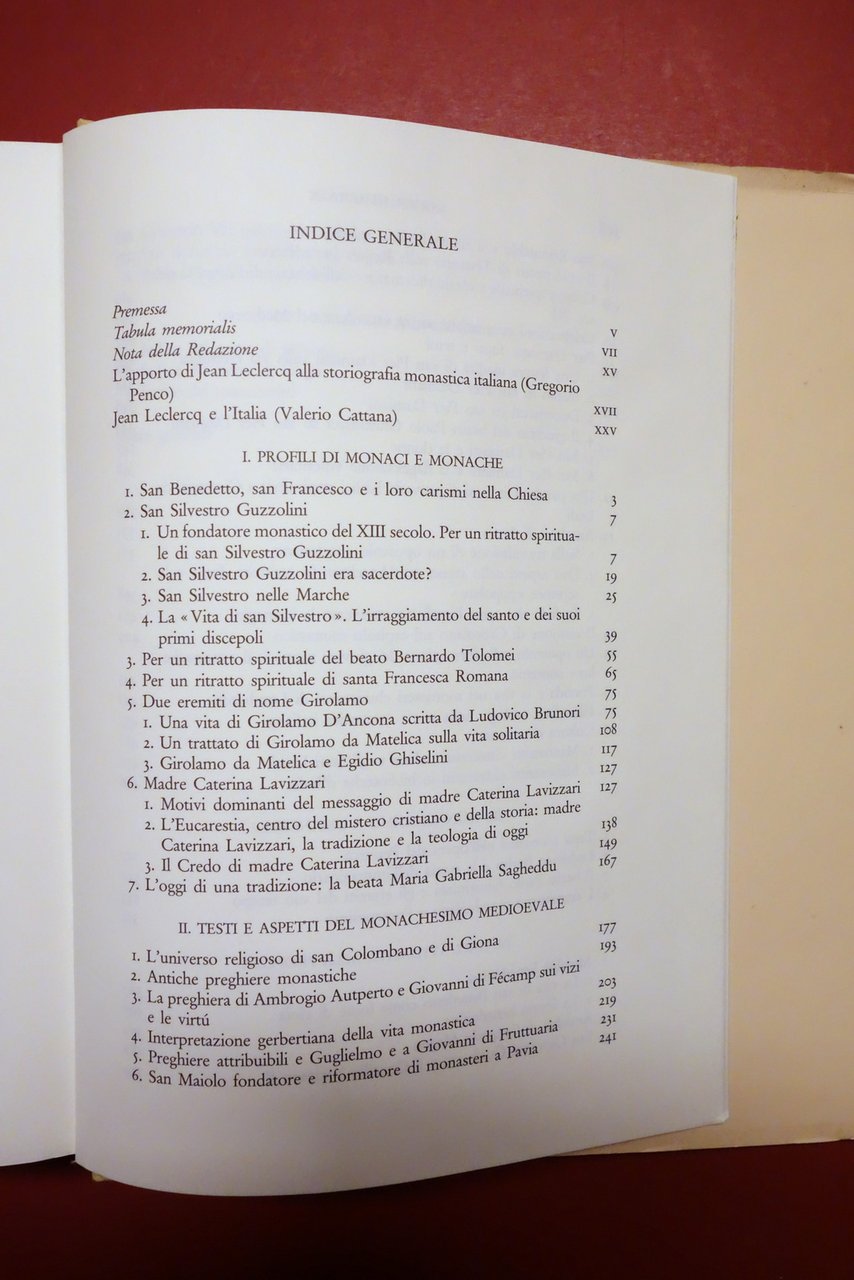 INDICE GENERALE
Premessa V
Tabula memorialis VII
Nota della Redazione XV
L'apporto di Jean Leclercq alla storiografia monastica italiana (Gregorio
Penco) XVII
Jean Leclercq e l'Italia (Valerio Cattana) XXV
I. PROFILI DI MONACI E MONACHE
1. San Benedetto, san Francesco e i loro carismi nella Chiesa 3
2. San Silvestro Guzzolini 7
1. Un fondatore monastico del XIII secolo. Per un ritratto spiritua-
le di san Silvestro Guzzolini 7
2. San Silvestro Guzzolini era sacerdote? 19
3. San Silvestro nelle Marche 25
4. La «Vita di san Silvestro». L'irraggiamento del santo e dei suoi
primi discepoli 39
3. Per un ritratto spirituale del beato Bernardo Tolomei 55
4. Per un ritratto spirituale di santa Francesca Romana 65
5. Due eremiti di nome Girolamo 75
1. Una vita di Girolamo D'Ancona scritta da Ludovico Brunori 75
2. Un trattato di Girolamo da Matelica sulla vita solitaria 108
3. Girolamo da Matelica e Egidio Ghiselini 117
6. Madre Caterina Lavizzari 127
1. Motivi dominanti del messaggio di madre Caterina Lavizzari 127
2. L'Eucarestia, centro del mistero cristiano e della storia: madre
Caterina Lavizzari, la tradizione e la teologia di oggi 138
3. Il Credo di madre Caterina Lavizzari 149
7. L'oggi di una tradizione: la beata Maria Gabriella Sagheddu 167
II. TESTI E ASPETTI DEL MONACHESIMO MEDIOEVALE
1. L'universo religioso di san Colombano e di Giona 177
2. Antiche preghiere monastiche 193
3. La preghiera di Ambrogio Autperto e Giovanni di Fécamp sui vizi
e le virtú 203
4. Interpretazione gerbertiana della vita monastica 219
5. Preghiere attribuibili e Guglielmo e a Giovanni di Fruttuaria 231
6. San Maiolo fondatore e riformatore di monasteri a Pavia 241